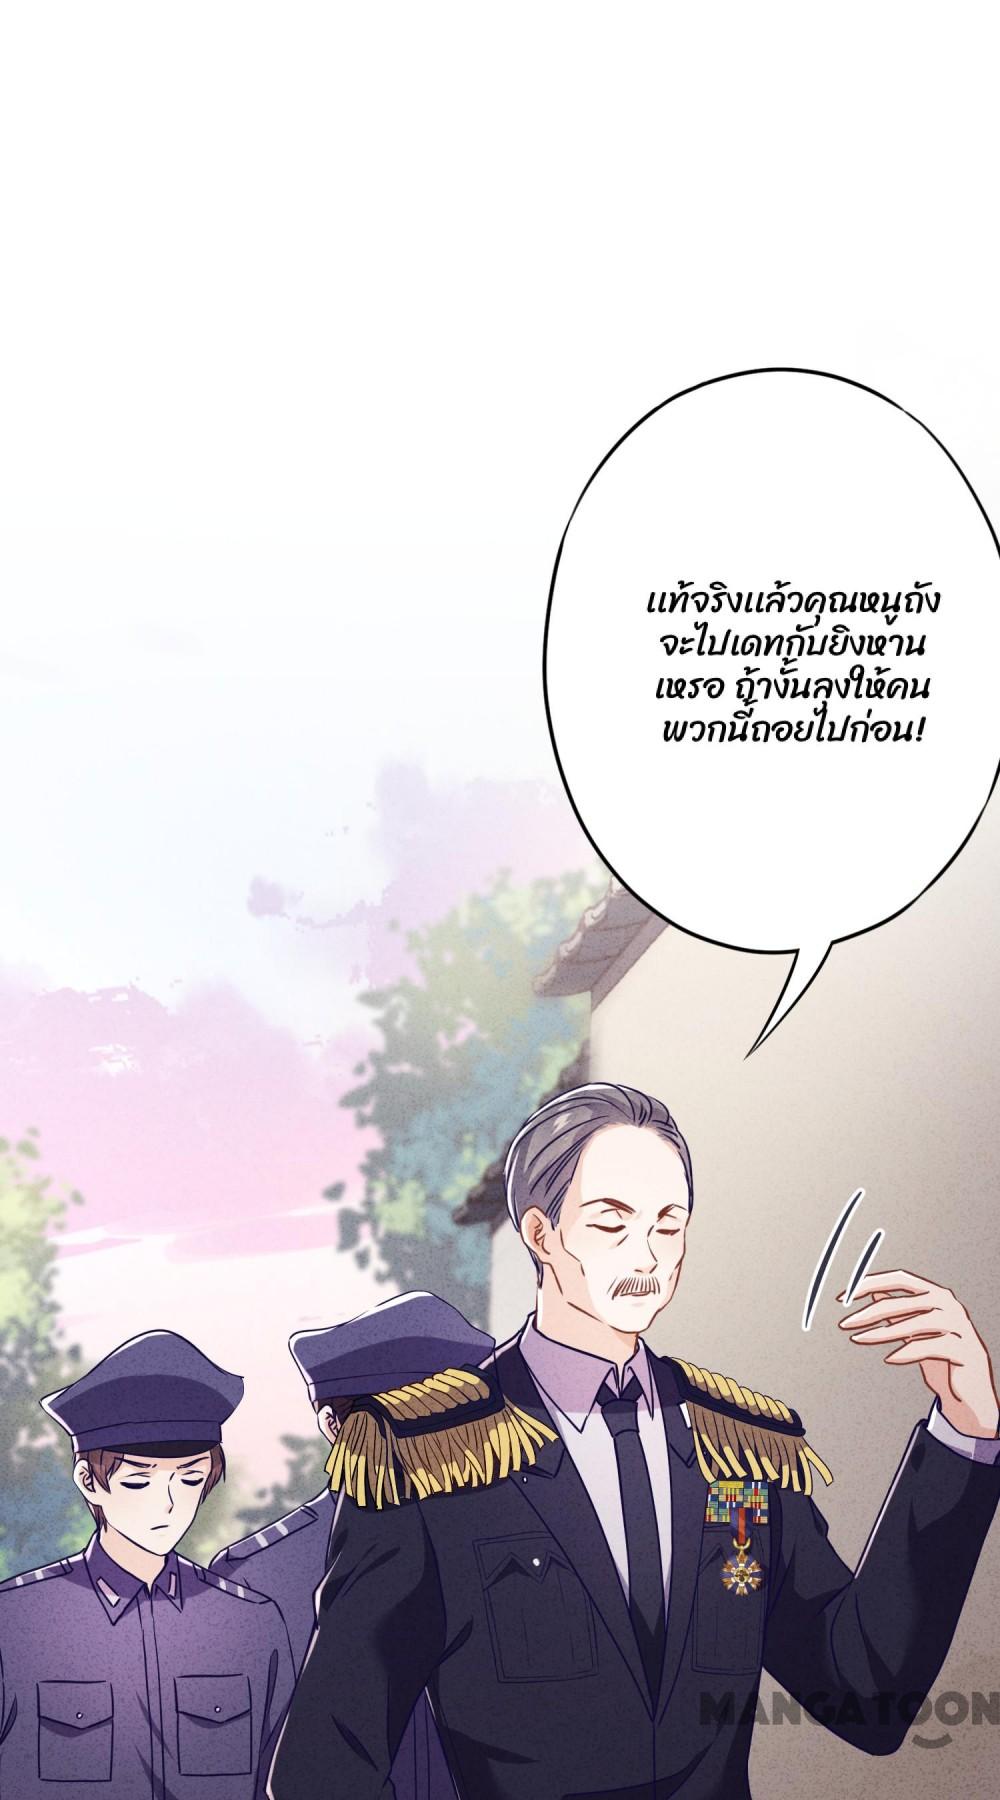 แท้จริงแล้วคุณหนูถัง
จะไปเดทกับยิงหาน
เหรอ ถ้างั้นลุงให้คน
พวกนี้ถอยไปก่อน!
MANGATOON